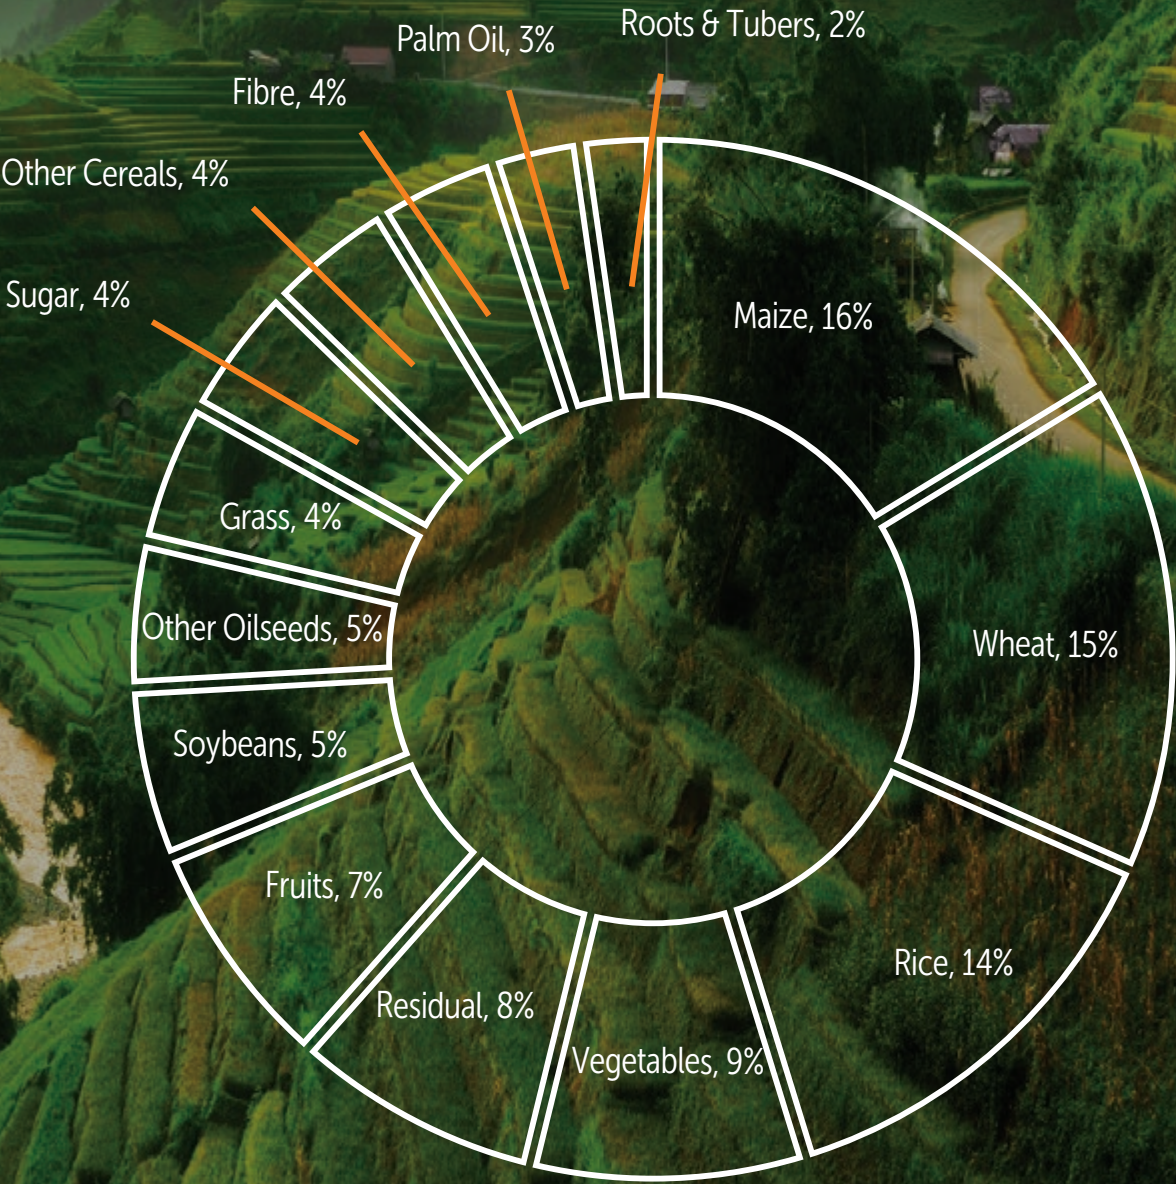 Roots & Tubers, 2%
Palm Oil, 3%
Fibre, 4%
Other Cereals, 4%
Sugar, 4%
Maize, 16%
Grass, 4%
Other Oilseeds, 5%
Wheat, 15%
Soybeans, 5%
Fruits, 7%
Rice, 14%
Residual, 8%
Vegetables, 9%